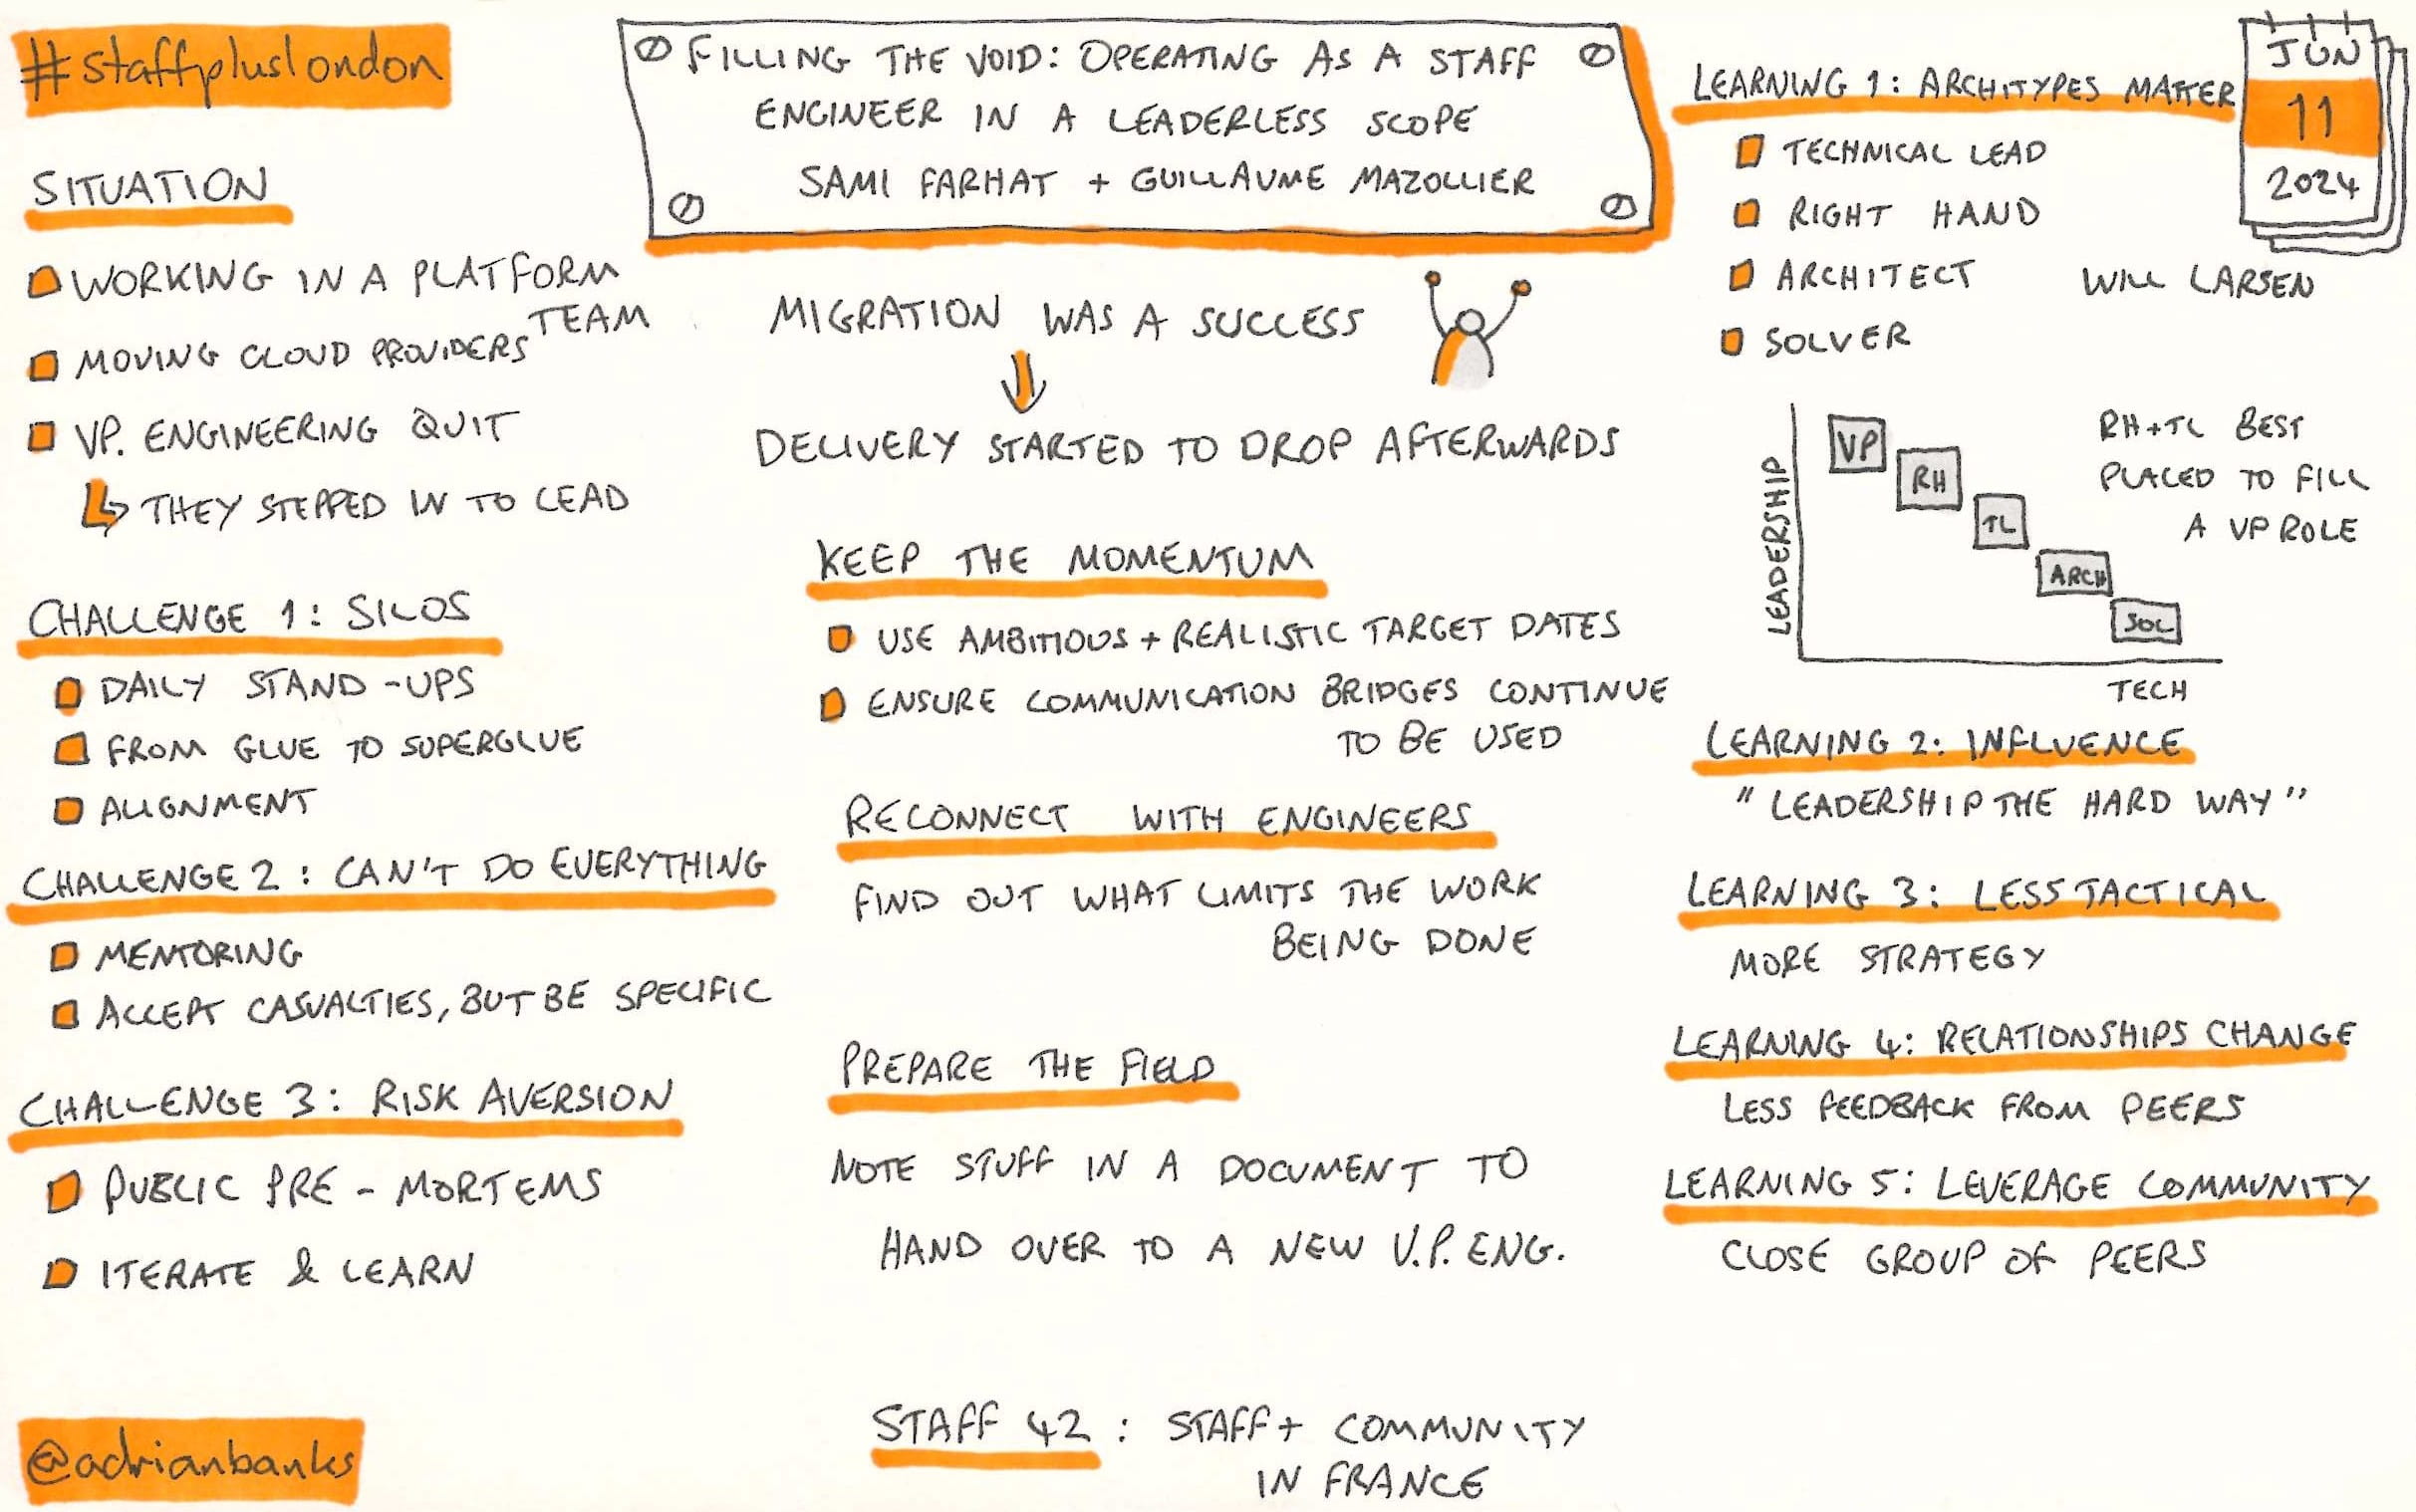 #staffpluslondon
FILLING THE VOID: OPERATING AS A STAFF
ENGINEER IN A LEADERLESS SCOPE
SAMI FARHAT + GUILLAUME MAZOLLIER
JUN
11
2024
SITUATION
WORKING IN A PLATFORM
TEAM
MOVING CLOUD PROVIDERS
VP. ENGINEERING QUIT
THEY STEPPED IN TO LEAD
CHALLENGE 1: SILOS
DAILY STAND-UPS
FROM GLUE TO SUPERGLUE
ALIGNMENT
CHALLENGE 2: CAN'T DO EVERYTHING
MENTORING
ACCEPT CASUALTIES, BUT BE SPECIFIC
CHALLENGE 3: RISK AVERSION
PUBLIC PRE-MORTEMS
ITERATE & LEARN
@adrianbanks
MIGRATION WAS A SUCCESS
DELIVERY STARTED TO DROP AFTERWARDS
KEEP THE MOMENTUM
USE AMBITIOUS + REALISTIC TARGET DATES
ENSURE COMMUNICATION BRIDGES CONTINUE
TO BE USED
RECONNECT WITH ENGINEERS
FIND OUT WHAT LIMITS THE WORK
BEING DONE
PREPARE THE FIELD
NOTE STUFF IN A DOCUMENT TO
HAND OVER TO A NEW V.P. ENG.
STAFF 42: STAFF+ COMMUNITY
IN FRANCE
LEARNING 1: ARCHITYPES MATTER
TECHNICAL LEAD
RIGHT HAND
ARCHITECT
WILL LARSEN
SOLVER
LEADERSHIP
VP
RH
TL
ARCH
SOL
TECH
RH+TL BEST
PLACED TO FILL
A VP ROLE
LEARNING 2: INFLUENCE
"LEADERSHIP THE HARD WAY"
LEARNING 3: LESS TACTICAL
MORE STRATEGY
LEARNING 4: RELATIONSHIPS CHANGE
LESS FEEDBACK FROM PEERS
LEARNING 5: LEVERAGE COMMUNITY
CLOSE GROUP OF PEERS